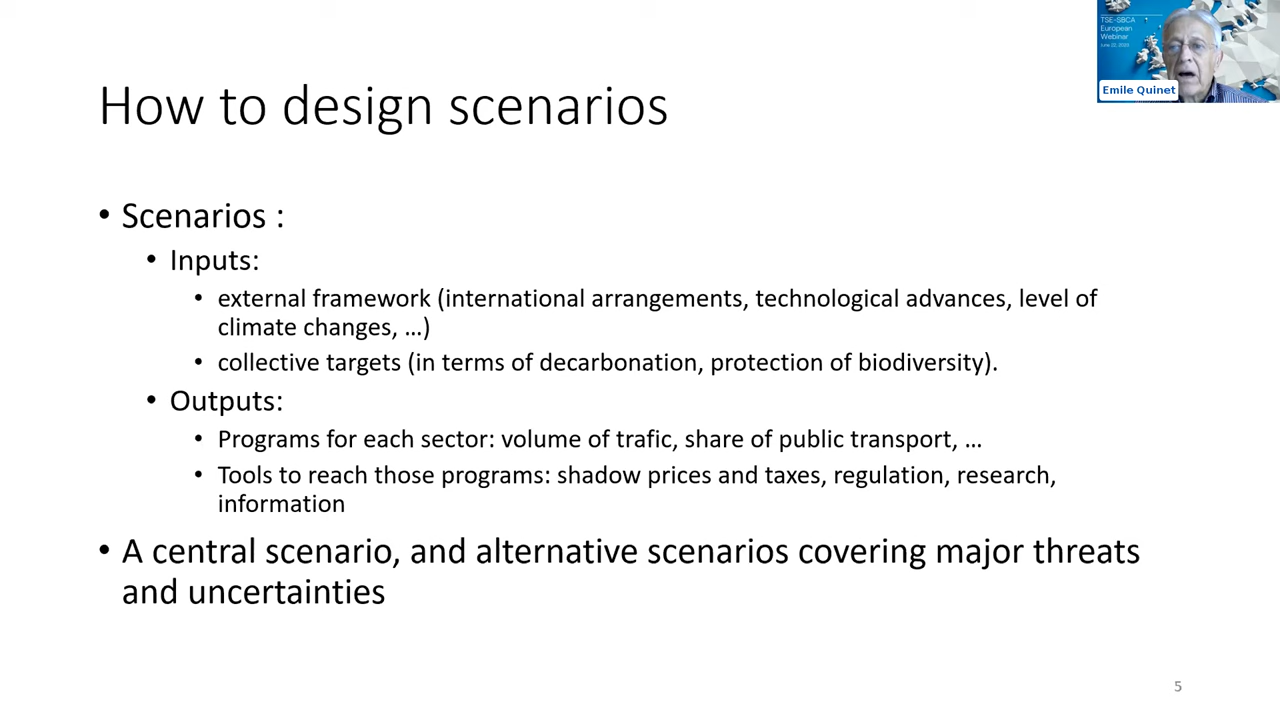 TSE-SBCA
European
Webinar
Emile Quinet
How to design scenarios
• Scenarios :
• Inputs:
• external framework (international arrangements, technological advances, level of
climate changes, ...)
• collective targets (in terms of decarbonation, protection of biodiversity).
• Outputs:
• Programs for each sector: volume of trafic, share of public transport, ...
• Tools to reach those programs: shadow prices and taxes, regulation, research,
information
• A central scenario, and alternative scenarios covering major threats
and uncertainties
5